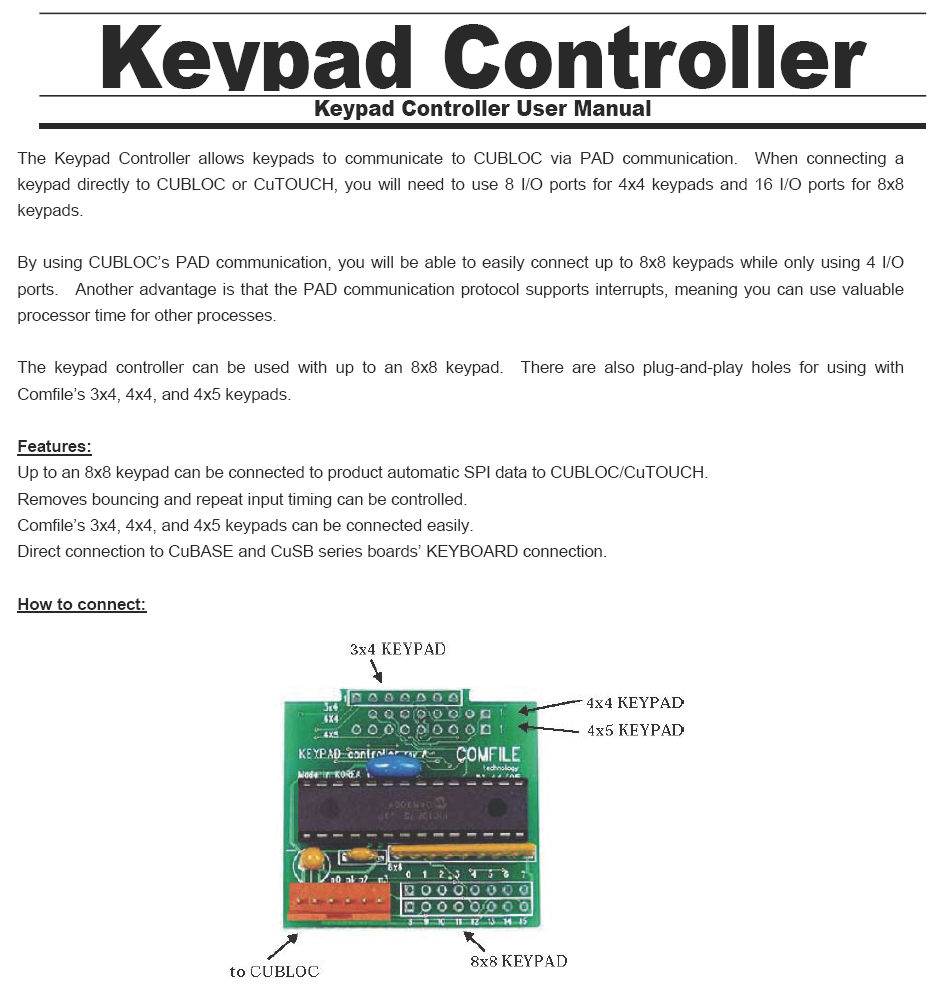 Keypad Controller
Keypad Controller User Manual
The Keypad Controller allows keypads to communicate to CUBLOC via PAD communication. When connecting a
keypad directly to CUBLOC or CuTOUCH, you will need to use 8 I/O ports for 4x4 keypads and 16 I/O ports for 8x8
keypads.
By using CUBLOC's PAD communication, you will be able to easily connect up to 8x8 keypads while only using 4 I/O
ports. Another advantage is that the PAD communication protocol supports interrupts, meaning you can use valuable
processor time for other processes.
The keypad controller can be used with up to an 8x8 keypad. There are also plug-and-play holes for using with
Comfile's 3x4, 4x4, and 4x5 keypads.
Features:
Up to an 8x8 keypad can be connected to product automatic SPI data to CUBLOC/CuTOUCH.
Removes bouncing and repeat input timing can be controlled.
Comfile's 3x4, 4x4, and 4x5 keypads can be connected easily.
Direct connection to CuBASE and CuSB series boards' KEYBOARD connection.
How to connect:
3x4 KEYPAD
4x4 KEYPAD
4x5 KEYPAD
1
3x4
4X4
1
4x5
1
KEYPAD controller
COMFILE
technology
Made in KOREA
8x8
0 1 2 3 4 5 6 7
8 9 10 11 12 13 14 15
to CUBLOC
8x8 KEYPAD